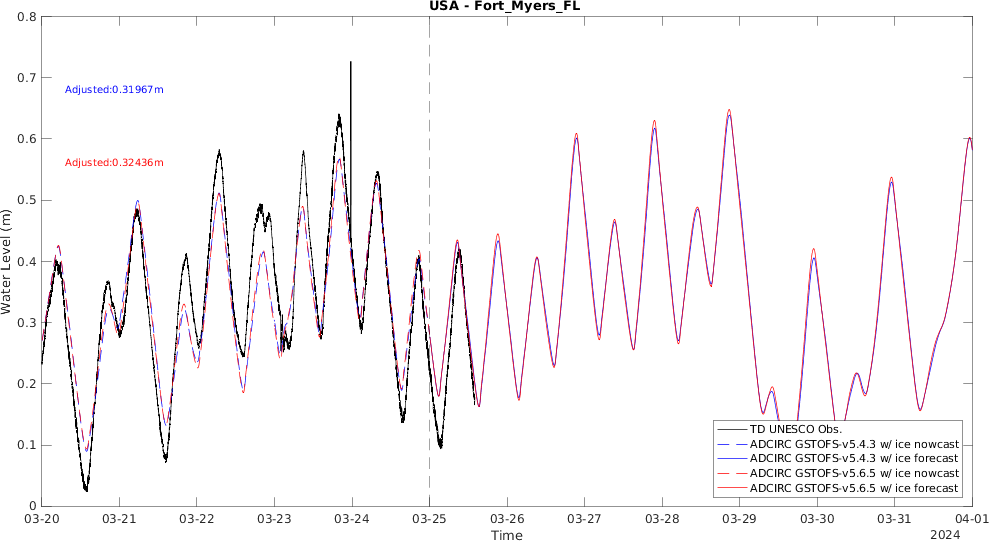 USA - Fort_Myers_FL
0.8
0.7
0.6
0.5
0.4
0.3
0.2
0.1
0
Water Level (m)
Adjusted:0.31967m
Adjusted:0.32436m
TD UNESCO Obs.
ADCIRC GSTOFS-v5.4.3 w/ ice nowcast
ADCIRC GSTOFS-v5.4.3 w/ ice forecast
ADCIRC GSTOFS-v5.6.5 w/ ice nowcast
ADCIRC GSTOFS-v5.6.5 w/ ice forecast
03-20 03-21 03-22 03-23 03-24 03-25 03-26 03-27 03-28 03-29 03-30 03-31 04-01
Time
2024